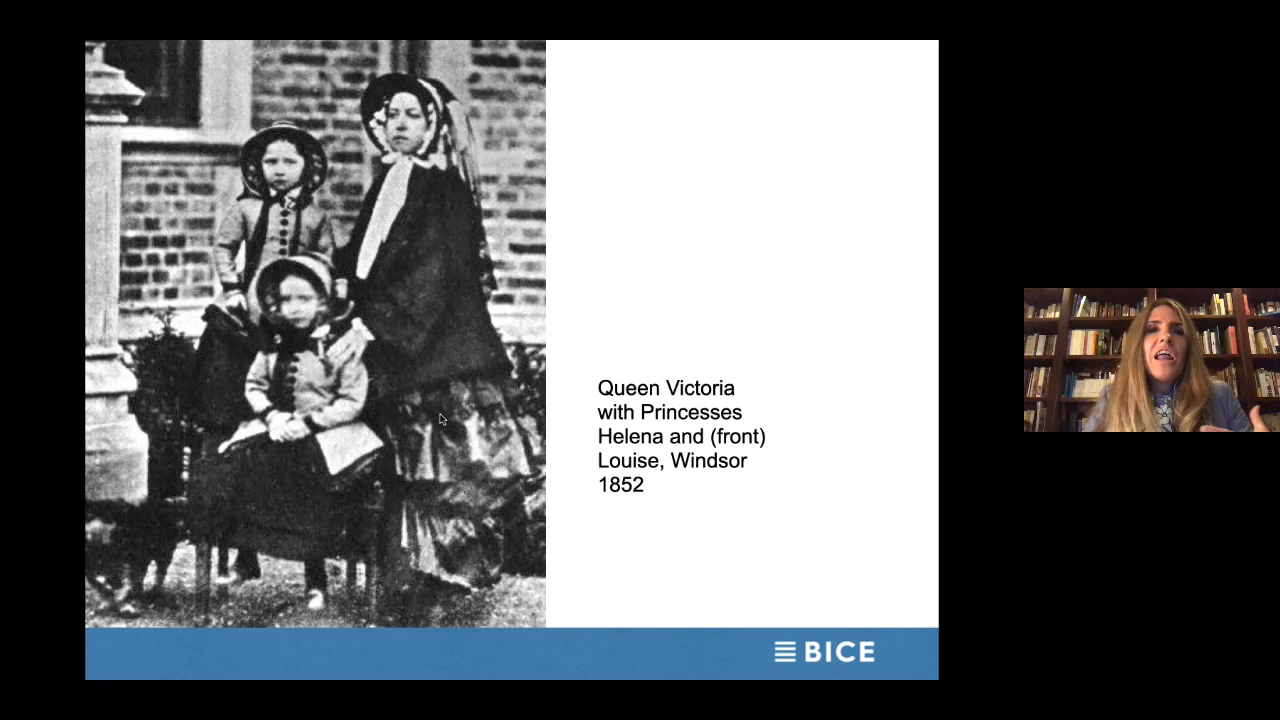 Queen Victoria
with Princesses
Helena and (front)
Louise, Windsor
1852
BICE